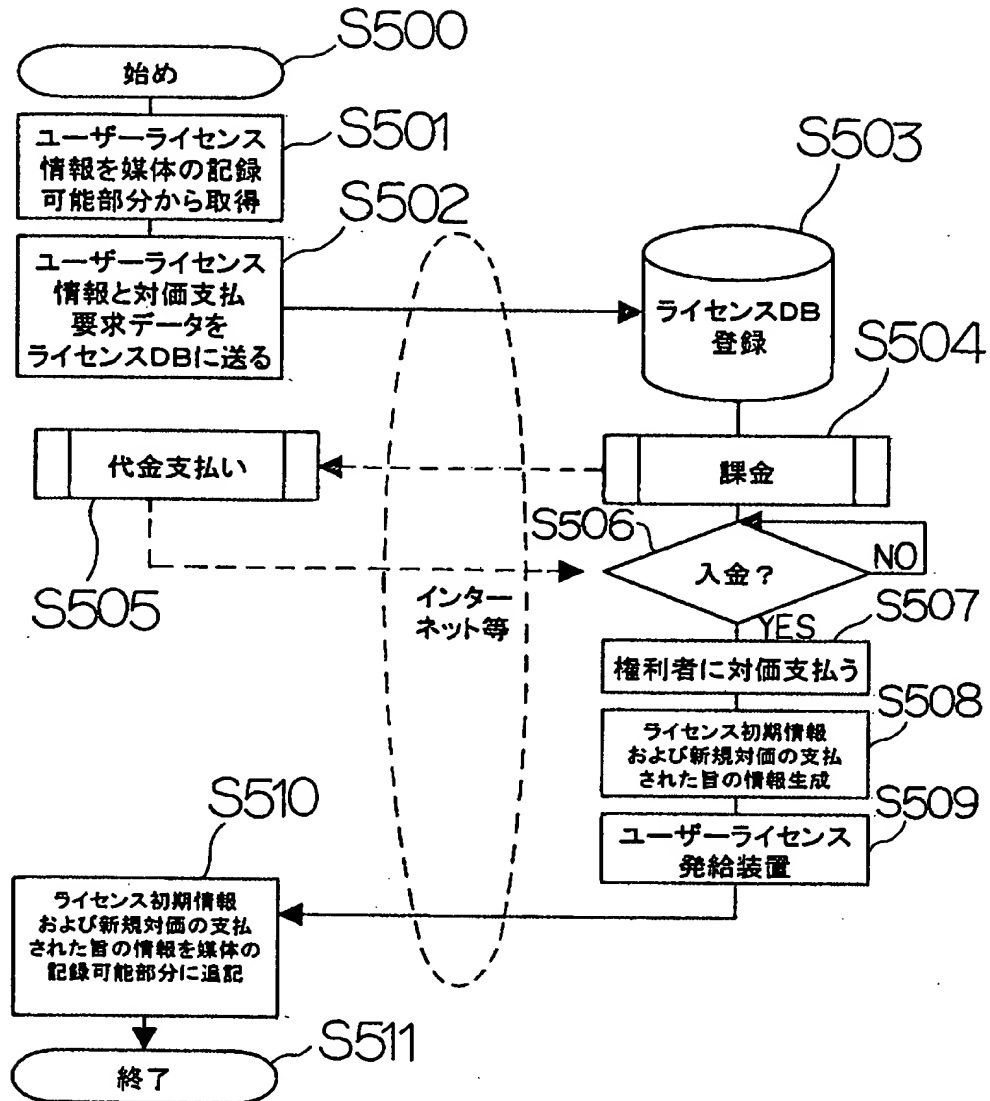 S500
始め
S501
ユーザーライセンス
情報を媒体の記録
可能部分から取得
S502
ユーザーライセンス
情報と対価支払
要求データを
ライセンスDBに送る
S503
ライセンスDB
登録
S504
課金
代金支払い
S505
S506
入金？
NO
YES
インター
ネット等
S507
権利者に対価支払う
S508
ライセンス初期情報
および新規対価の支払
された旨の情報生成
S509
ユーザーライセンス
発給装置
S510
ライセンス初期情報
および新規対価の支払
された旨の情報を媒体の
記録可能部分に追記
S511
終了